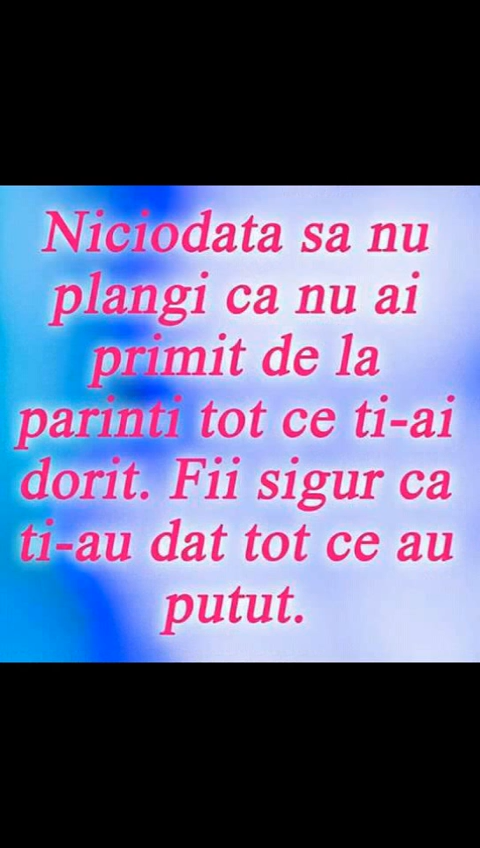 Niciodata sa nu
plangi ca nu ai
primit de la
parinti tot ce ti-ai
dorit. Fii sigur ca
ti-au dat tot ce au
putut.